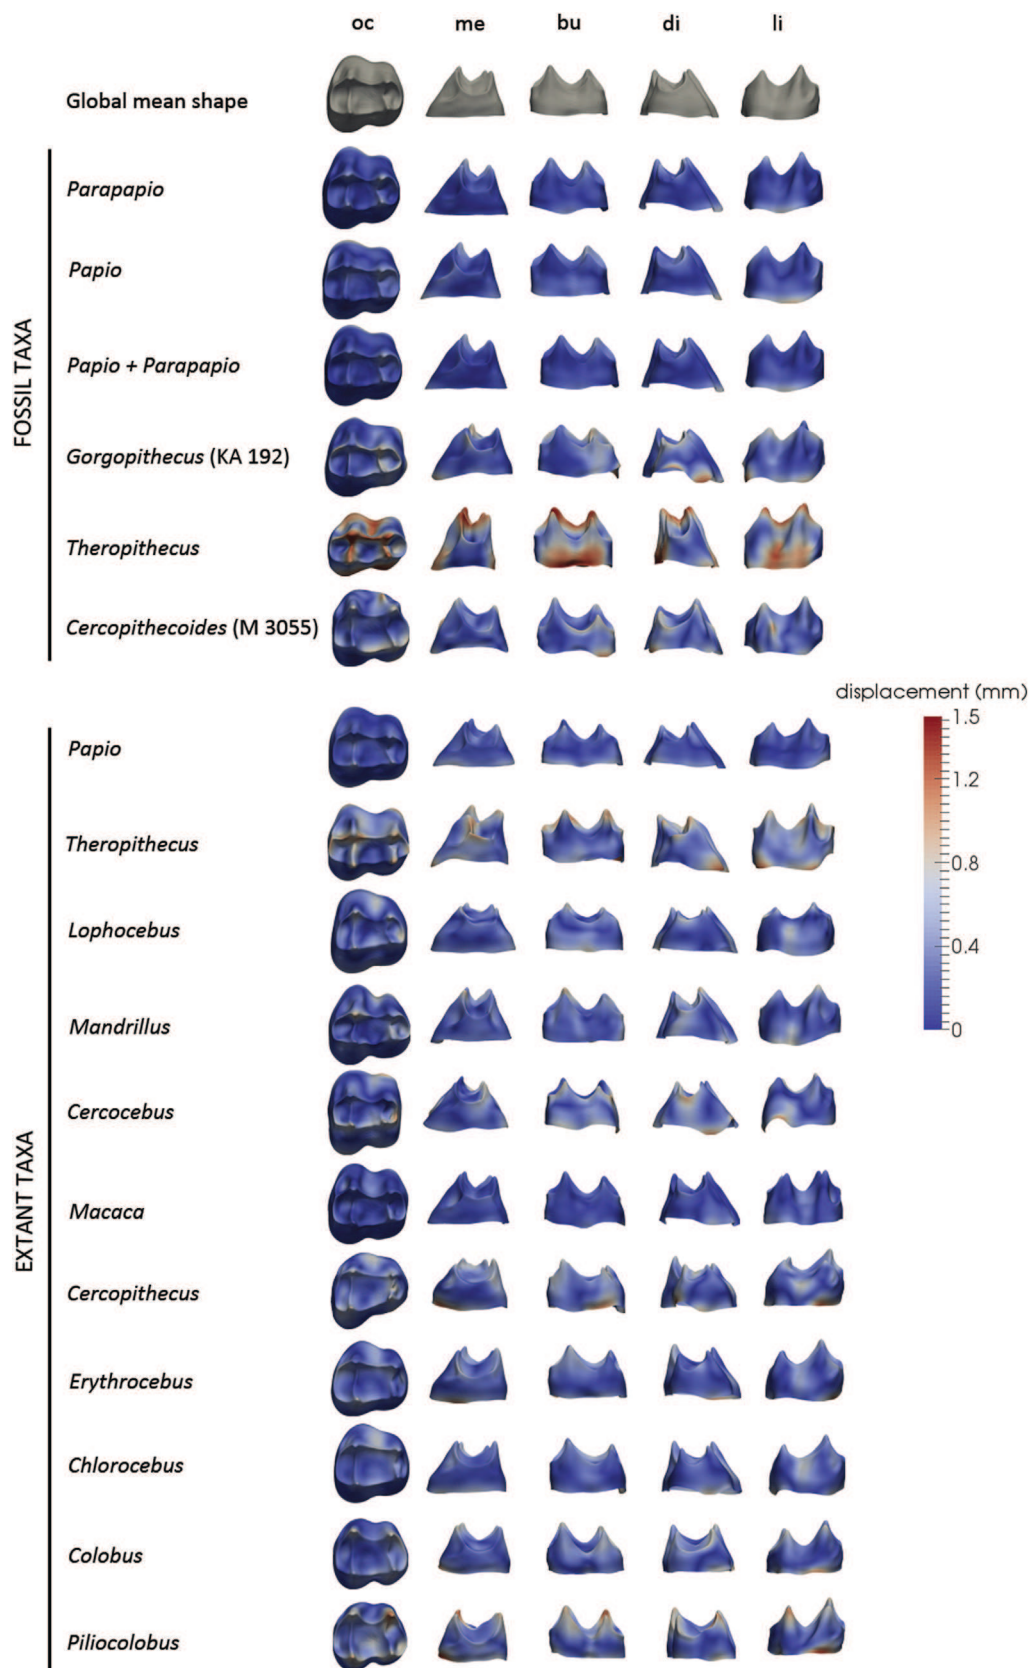 oc me bu di li
Global mean shape
FOSSIL TAXA
Parapapio
Papio
Papio + Parapapio
Gorgopithecus (KA 192)
Theropithecus
Cercopithecoides (M 3055)
displacement (mm)
1.5
1.2
0.8
0.4
0
EXTANT TAXA
Papio
Theropithecus
Lophocebus
Mandrillus
Cercocebus
Macaca
Cercopithecus
Erythrocebus
Chlorocebus
Colobus
Piliocolobus